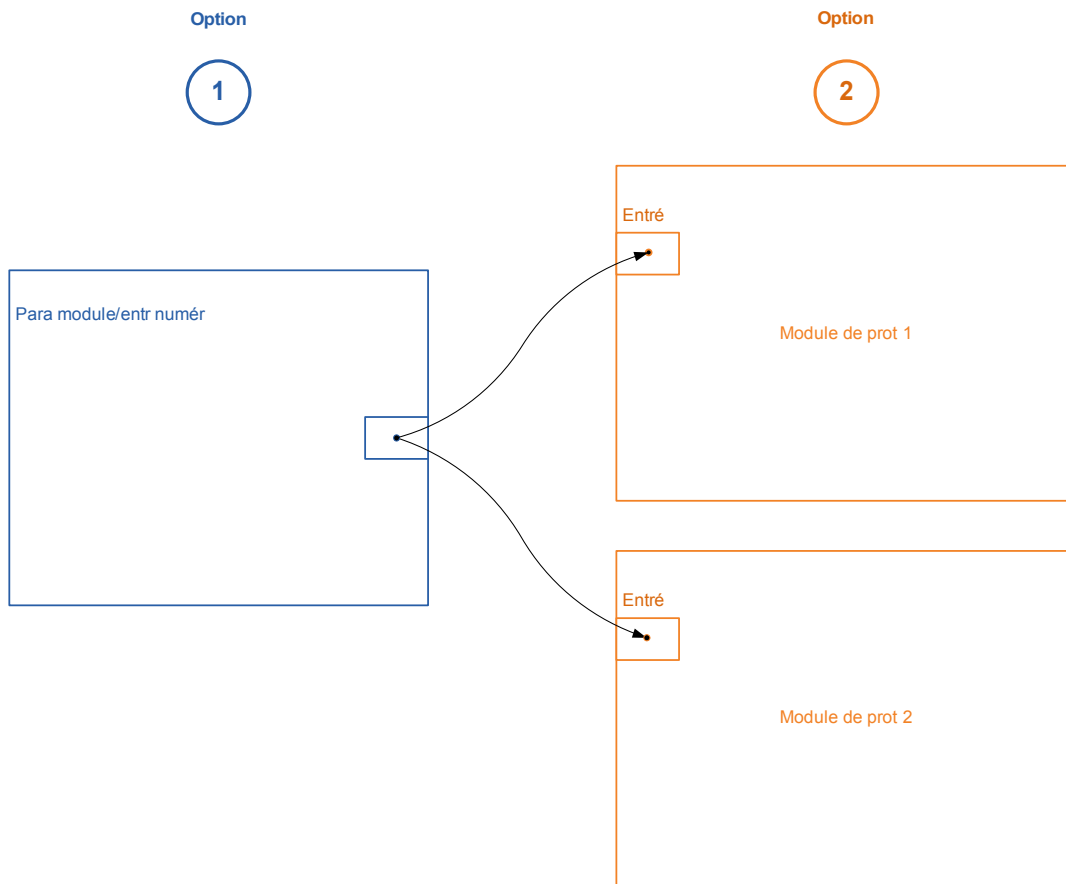 Option
Option
1
2
Entré
Para module/entr numér
Module de prot 1
Entré
Module de prot 2